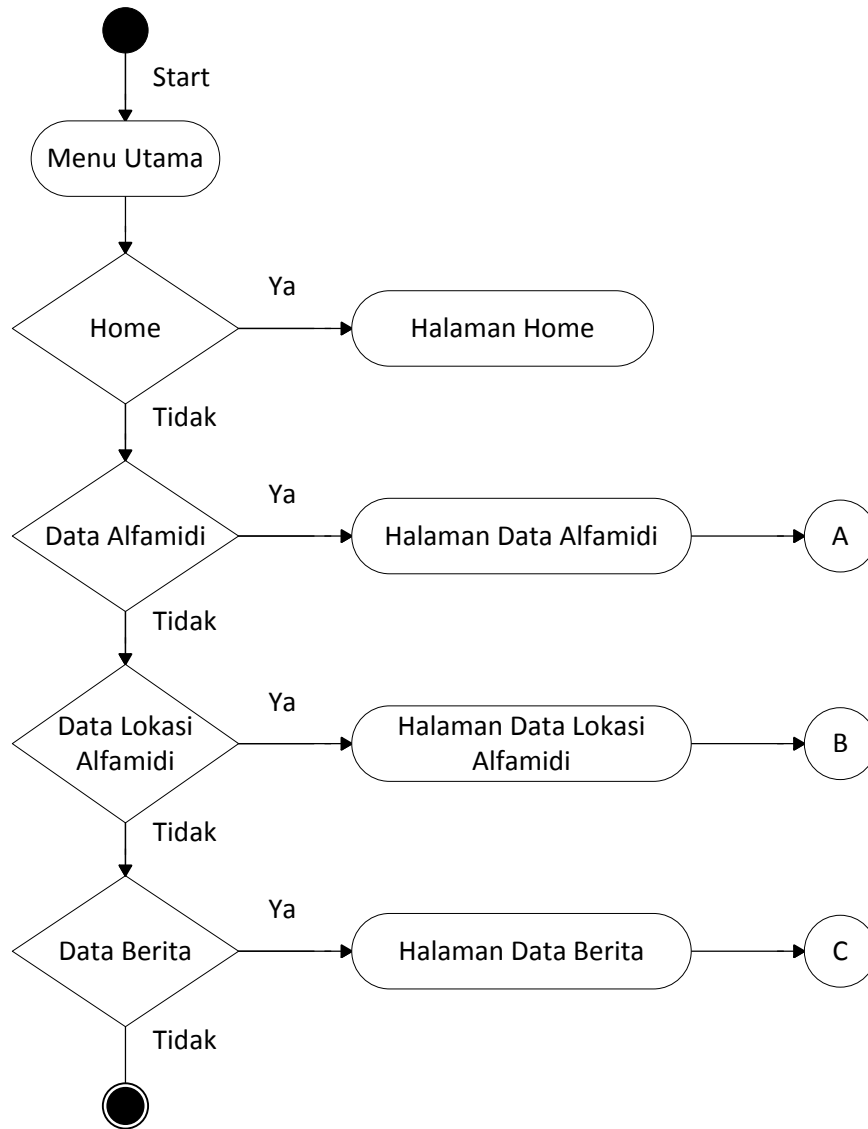 Start
Menu Utama
Ya
Home
Halaman Home
Tidak
Ya
Data Alfamidi
Halaman Data Alfamidi
A
Tidak
Ya
Data Lokasi
Alfamidi
Halaman Data Lokasi
Alfamidi
B
Tidak
Ya
Data Berita
Halaman Data Berita
C
Tidak